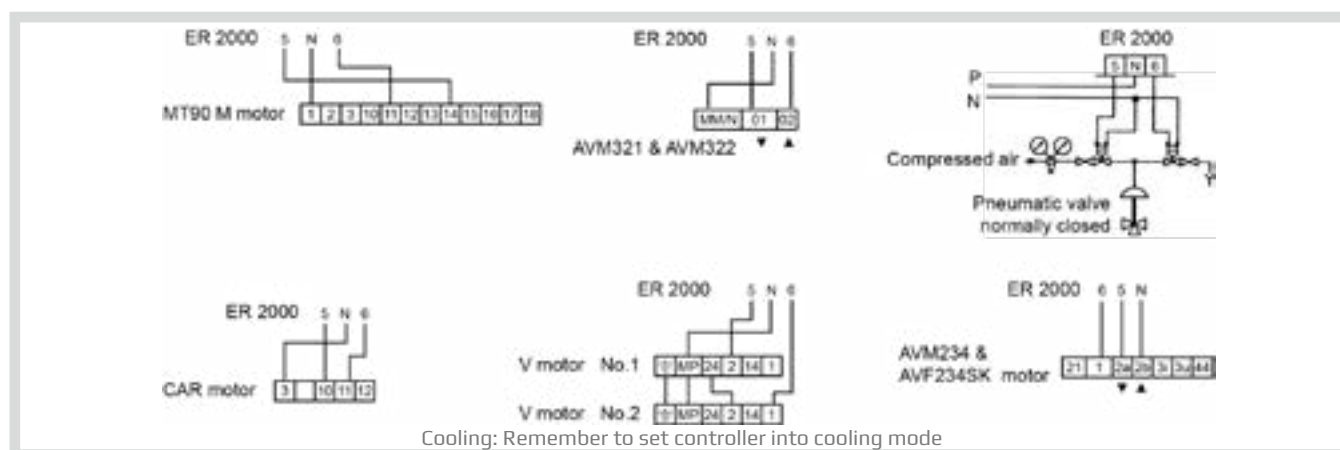 ER 2000 5 N 6
MT90 M motor 1 2 3 10 11 12 13 14 15 16 17 18
ER 2000 5 N 6
MM/N 01 02
AVM321 & AVM322 ▼ ▲
ER 2000
5 N 6
P
N
Compressed air
Pneumatic valve
normally closed
ER 2000 5 N 6
CAR motor 3 10 11 12
ER 2000 5 N 6
V motor No.1 MP 24 2 14 1
V motor No.2 MP 24 2 14 1
ER 2000 6 5 N
AVM234 &
AVF234SK motor 21 1 2a 2b 3i 3u 44
▼ ▲
Cooling: Remember to set controller into cooling mode